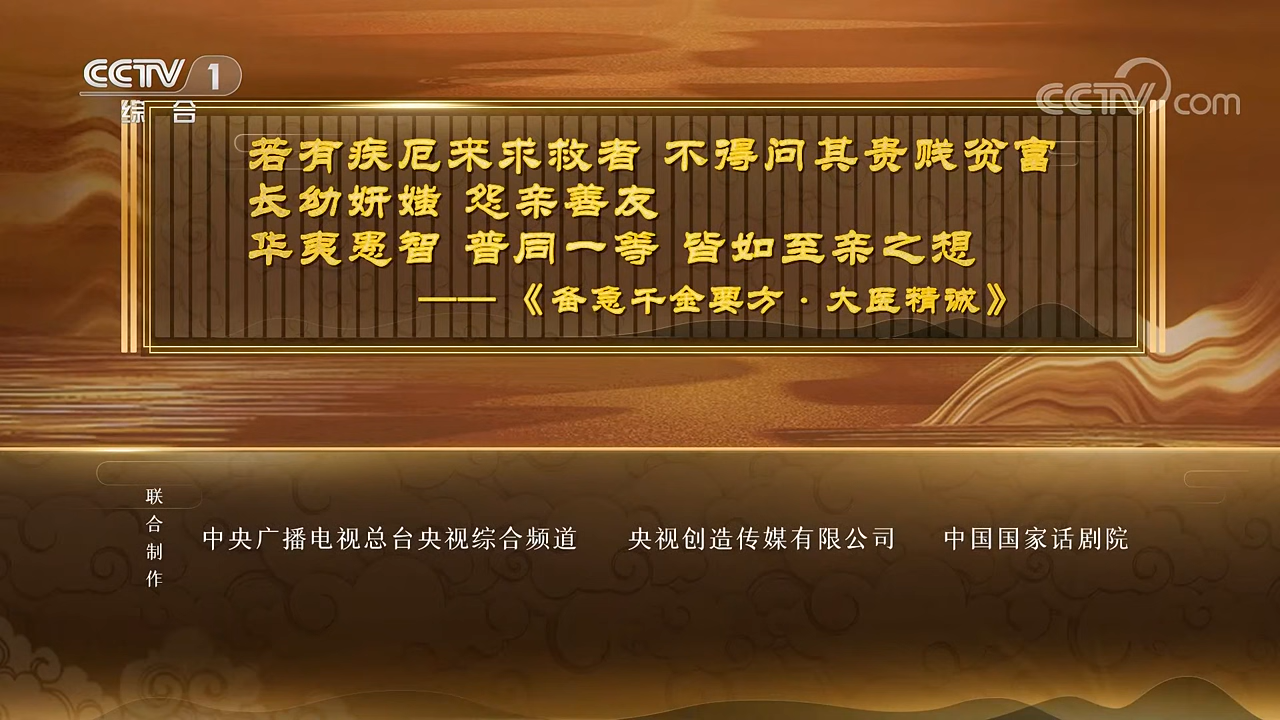 CCTV 1
综合
CCTV com
若有疾厄来求救者 不得问其贵贱贫富
长幼妍媸 怨亲善友
华夷愚智 普同一等 皆如至亲之想
——《备急千金要方·大医精诚》
联合制作
中央广播电视总台央视综合频道 央视创造传媒有限公司 中国国家话剧院